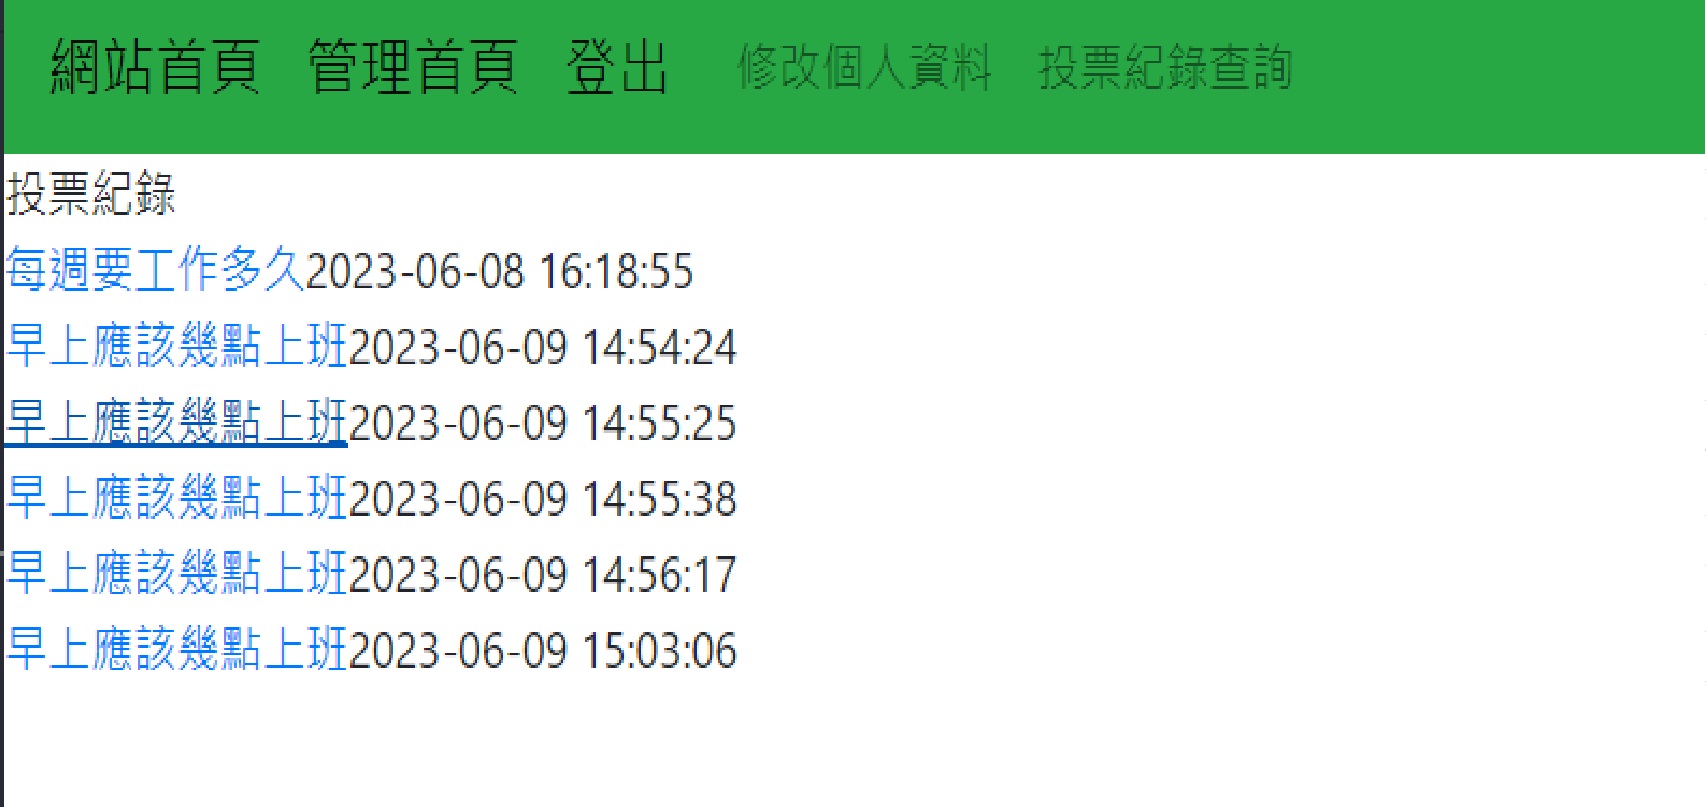 網站首頁 管理首頁 登出 修改個人資料 投票紀錄查詢
投票紀錄
每週要工作多久2023-06-08 16:18:55
早上應該幾點上班2023-06-09 14:54:24
早上應該幾點上班2023-06-09 14:55:25
早上應該幾點上班2023-06-09 14:55:38
早上應該幾點上班2023-06-09 14:56:17
早上應該幾點上班2023-06-09 15:03:06